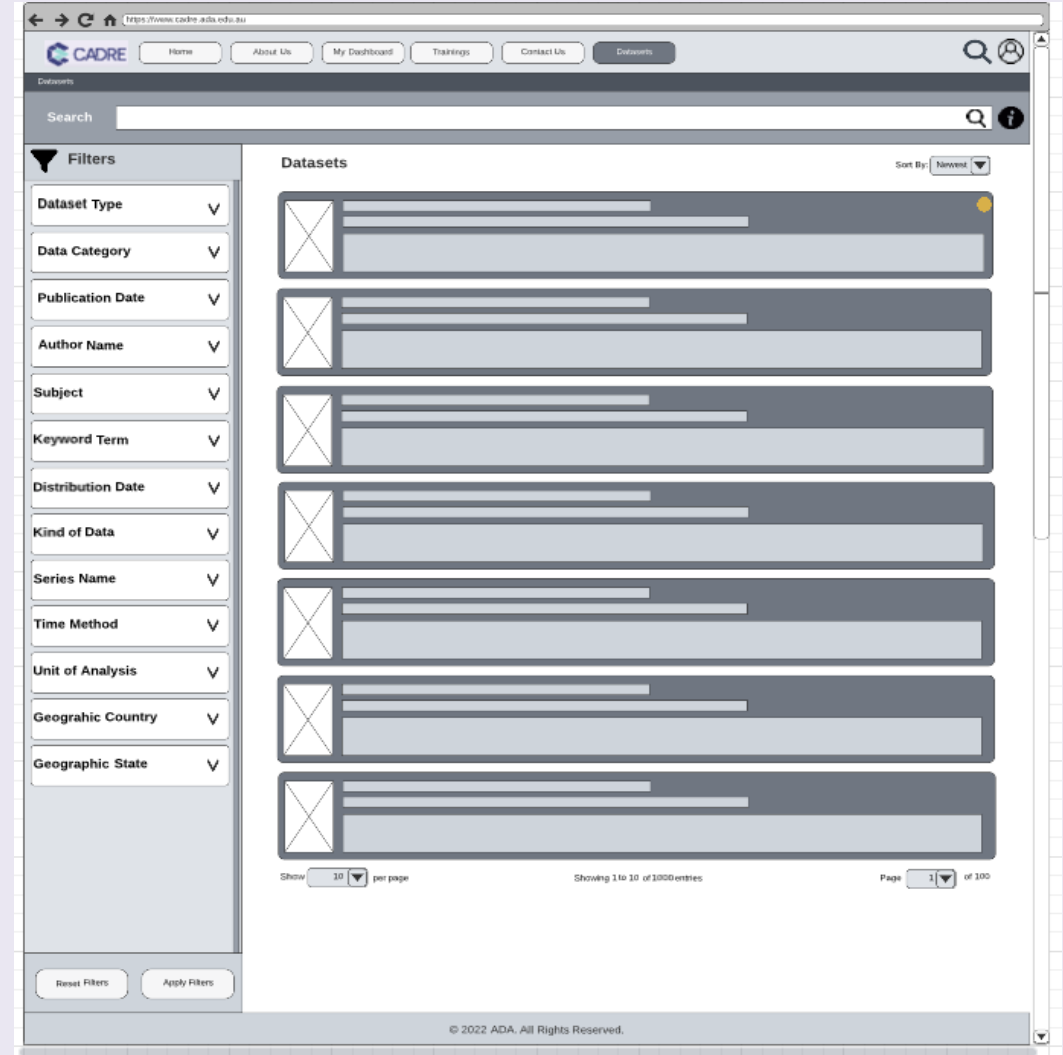 https://www.cadre.ada.edu.au
CADRE
Home
About Us
My Dashboard
Trainings
Contact Us
Datasets
Datasets
Search
i
Filters
Datasets
Sort By: Newest
Dataset Type
Data Category
Publication Date
Author Name
Subject
Keyword Term
Distribution Date
Kind of Data
Series Name
Time Method
Unit of Analysis
Geograhic Country
Geographic State
Show 10 per page
Showing 1 to 10 of 1000 entries
Page 1 of 100
Reset Filters
Apply Filters
© 2022 ADA. All Rights Reserved.